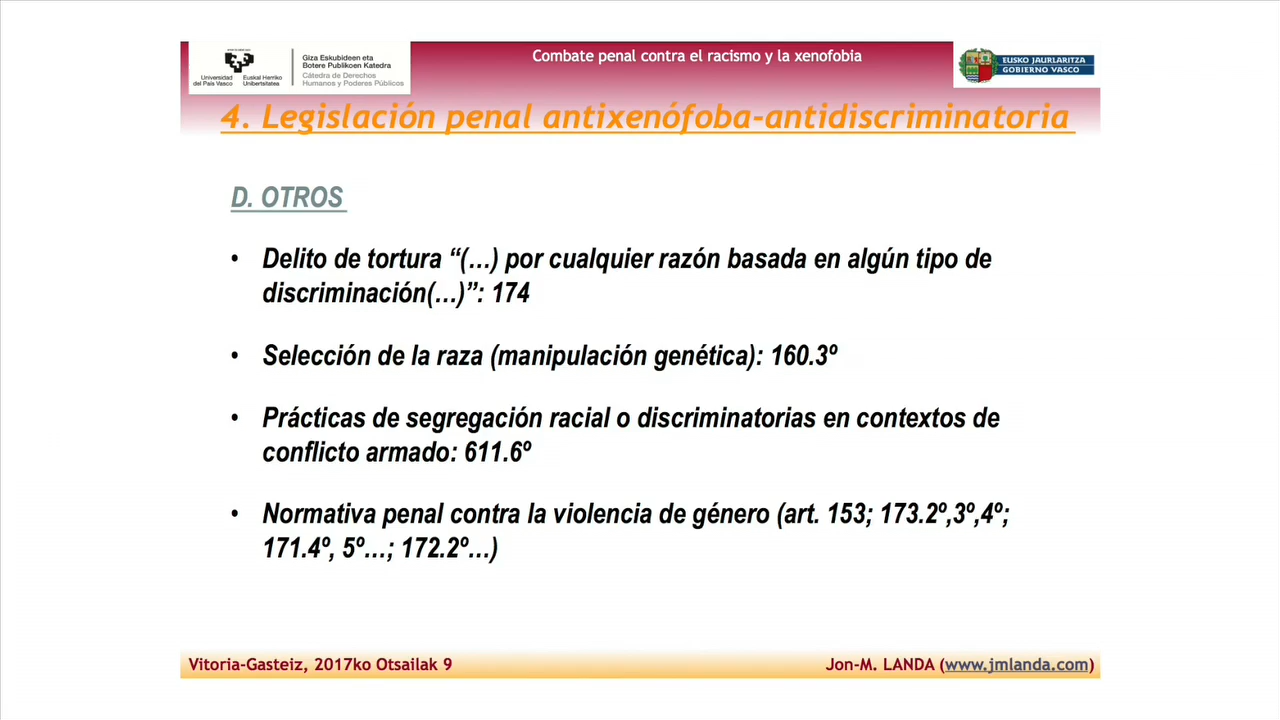 Combate penal contra el racismo y la xenofobia
Universidad del País Vasco
Euskal Herriko Unibertsitatea
Giza Eskubideen eta
Botere Publikoen Katedra
Cátedra de Derechos
Humanos y Poderes Públicos
EUSKO JAURLARITZA
GOBIERNO VASCO
4. Legislación penal antixenófoba-antidiscriminatoria
D. OTROS
• Delito de tortura “(…) por cualquier razón basada en algún tipo de
discriminación(…)”: 174
• Selección de la raza (manipulación genética): 160.3º
• Prácticas de segregación racial o discriminatorias en contextos de
conflicto armado: 611.6º
• Normativa penal contra la violencia de género (art. 153; 173.2º,3º,4º;
171.4º, 5º…; 172.2º…)
Vitoria-Gasteiz, 2017ko Otsailak 9
Jon-M. LANDA (www.jmlanda.com)